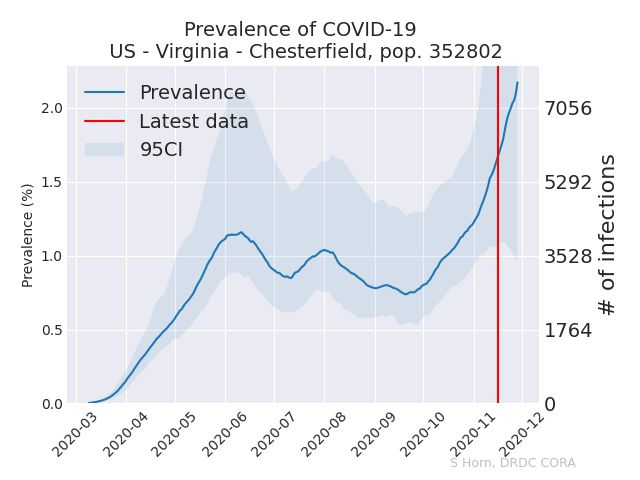 Prevalence of COVID-19
US - Virginia - Chesterfield, pop. 352802
Prevalence
Latest data
95CI
Prevalence (%)
2.0
1.5
1.0
0.5
0.0
7056
5292
3528
1764
0
# of infections
2020-03
2020-04
2020-05
2020-06
2020-07
2020-08
2020-09
2020-10
2020-11
2020-12
S Horn, DRDC CORA